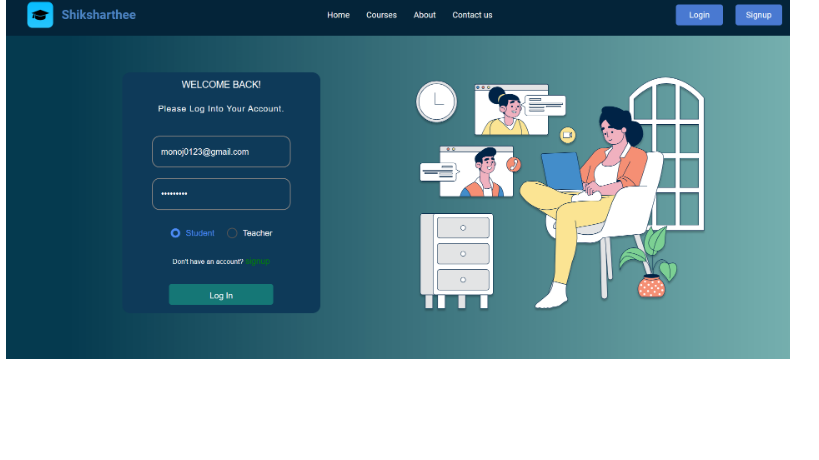 Shiksharthee
Home Courses About Contact us
Login Signup
WELCOME BACK!
Please Log Into Your Account.
monoj0123@gmail.com
•••••••••
Student Teacher
Don't have an account? Signup
Log In